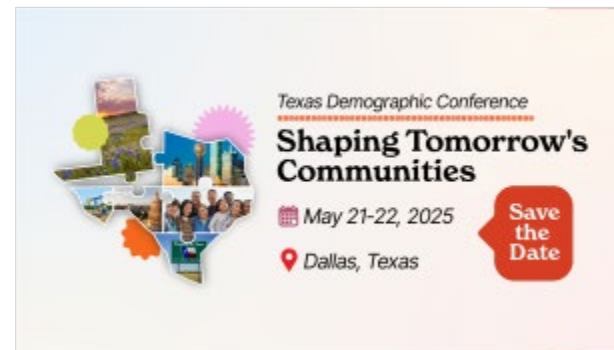 Texas Demographic Conference
Shaping Tomorrow's
Communities
May 21-22, 2025
Dallas, Texas
Save
the
Date